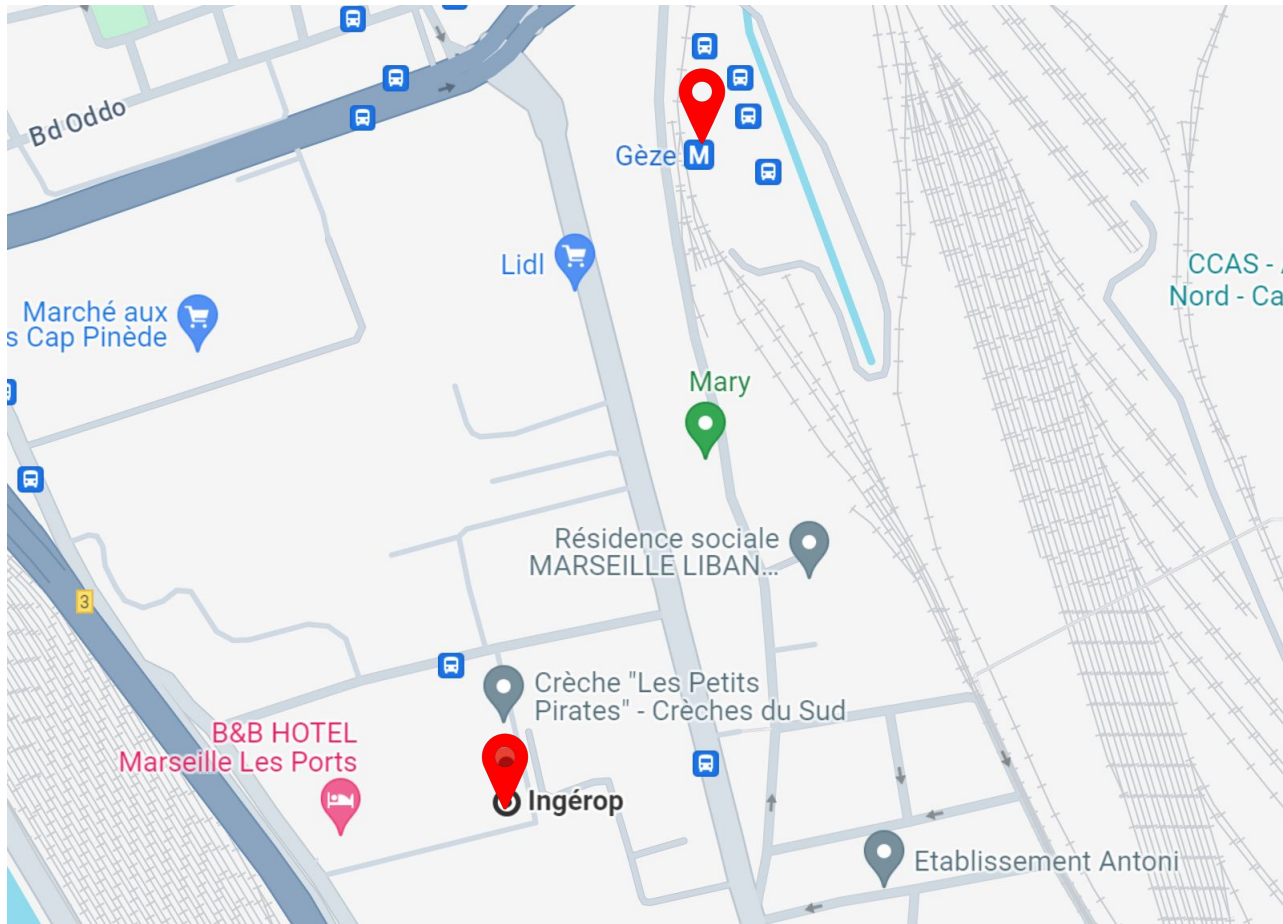 Bd Oddo
Gèze M
Lidl
CCAS -
Nord - Ca
Marché aux
s Cap Pinède
Mary
Résidence sociale
MARSEILLE LIBAN...
3
Crèche "Les Petits
Pirates" - Crèches du Sud
B&B HOTEL
Marseille Les Ports
Ingérop
Etablissement Antoni